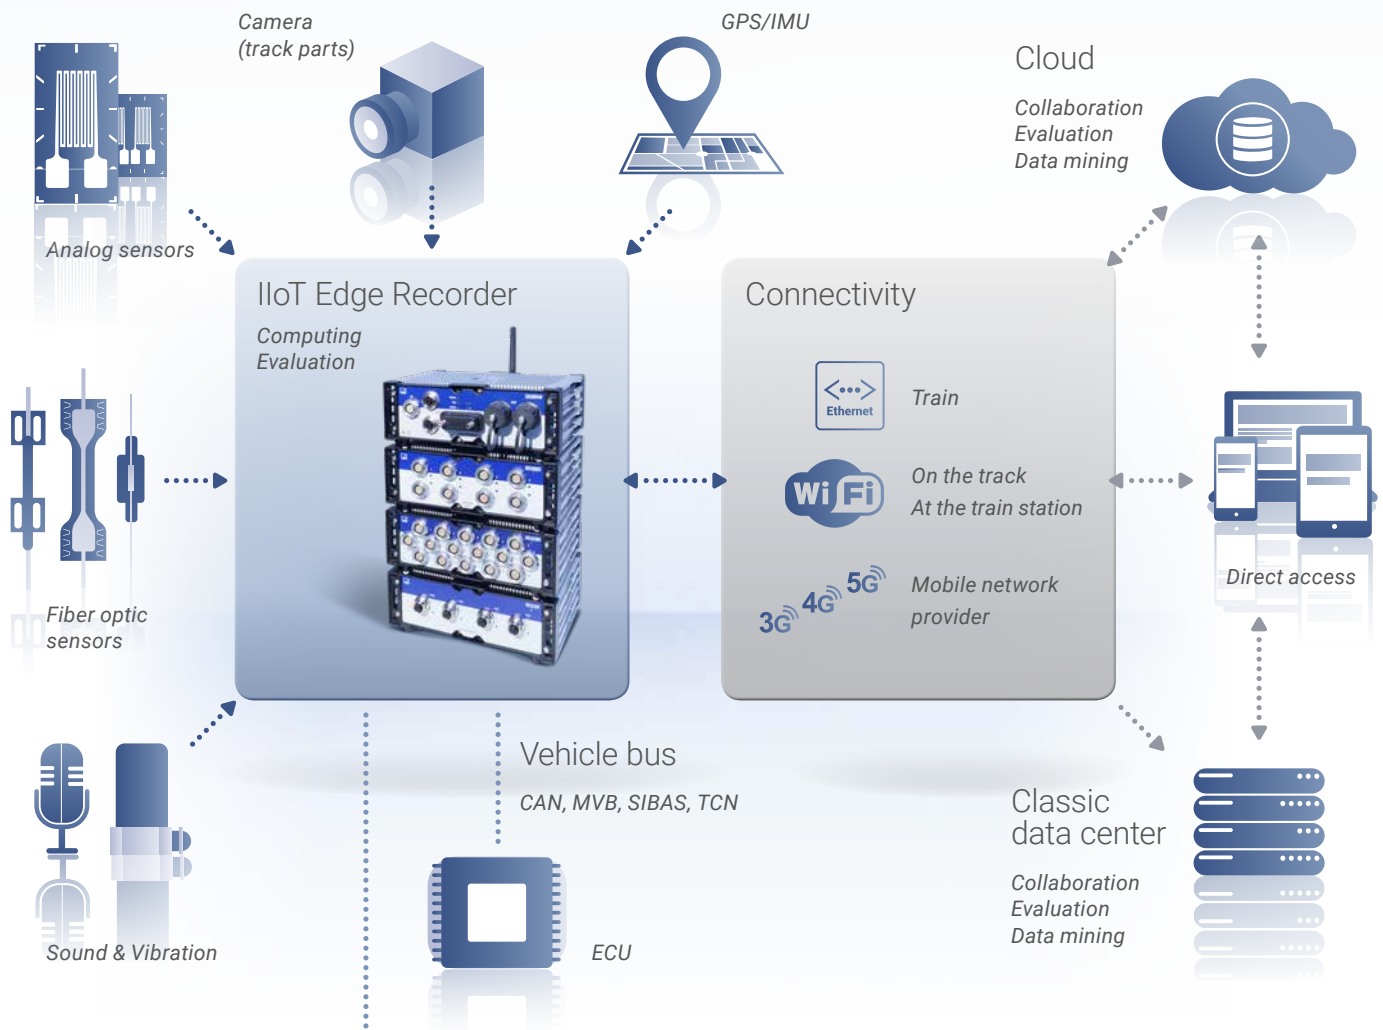 Camera
(track parts)
GPS/IMU
Cloud
Collaboration
Evaluation
Data mining
Analog sensors
IIoT Edge Recorder
Computing
Evaluation
Connectivity
Ethernet
Train
WiFi
On the track
At the train station
3G
4G
5G
Mobile network
provider
Direct access
Fiber optic
sensors
Vehicle bus
CAN, MVB, SIBAS, TCN
Classic
data center
Collaboration
Evaluation
Data mining
Sound & Vibration
ECU